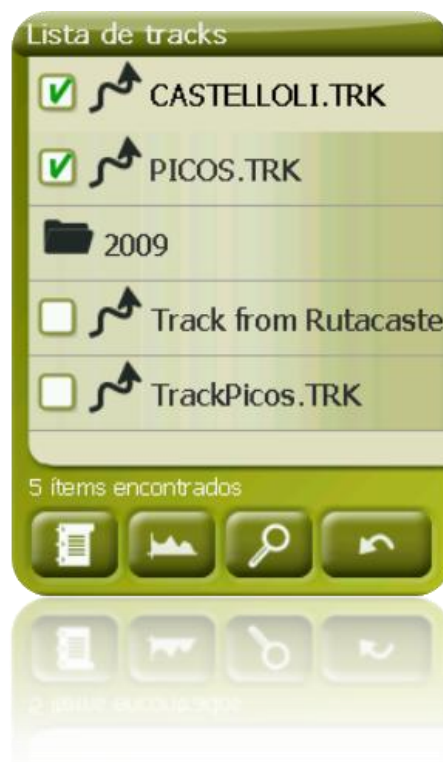 Lista de tracks
CASTELLOLI.TRK
PICOS.TRK
2009
Track from Rutacaste
TrackPicos.TRK
5 ítems encontrados